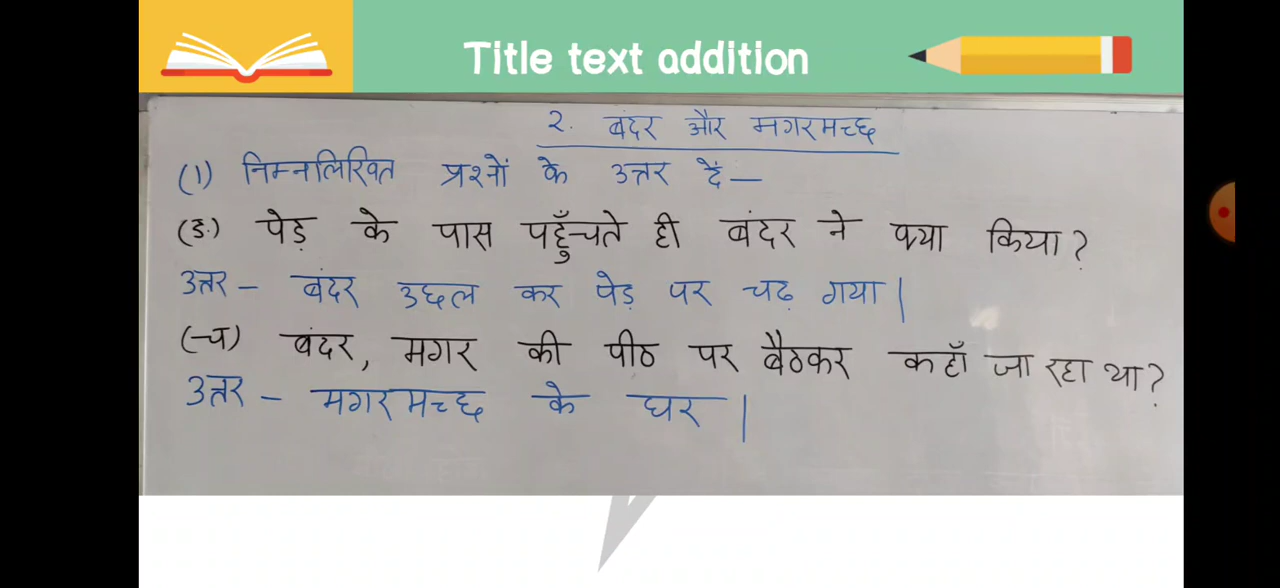 Title text addition
२. बंदर और मगरमच्छ
(1) निम्नलिखित प्रश्नों के उत्तर दें—
(ङ) पेड़ के पास पहुँचते ही बंदर ने क्या किया?
उत्तर - बंदर उछल कर पेड़ पर चढ़ गया|
(च) बंदर, मगर की पीठ पर बैठकर कहाँ जा रहा था?
उत्तर - मगरमच्छ के घर|